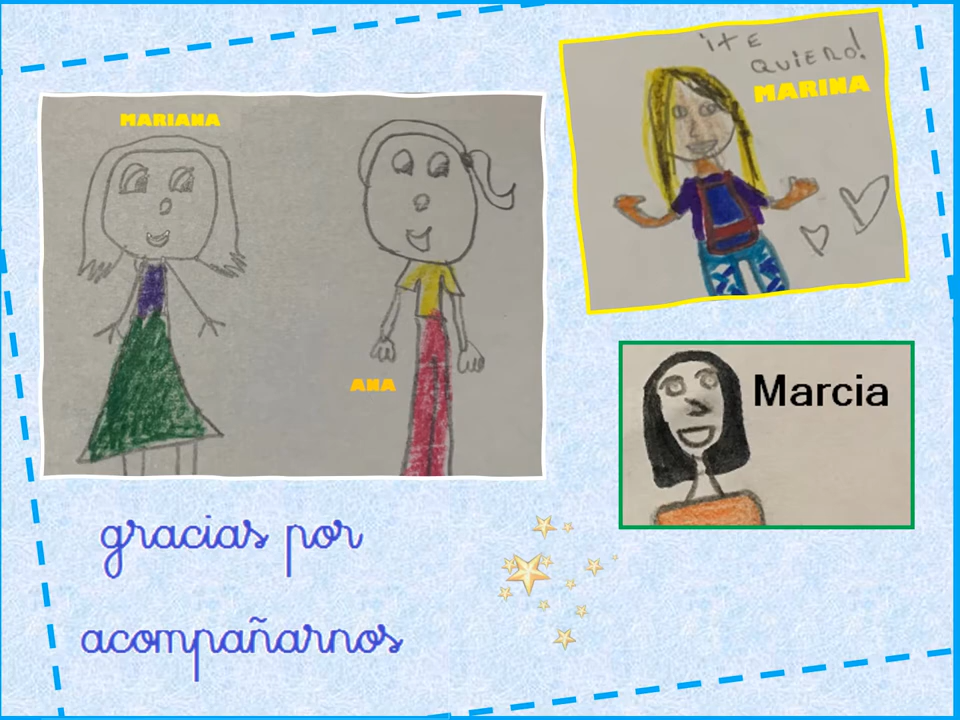 MARIANA
ANA
¡TE
QUIERO!
MARINA
Marcia
gracias por
acompañarnos